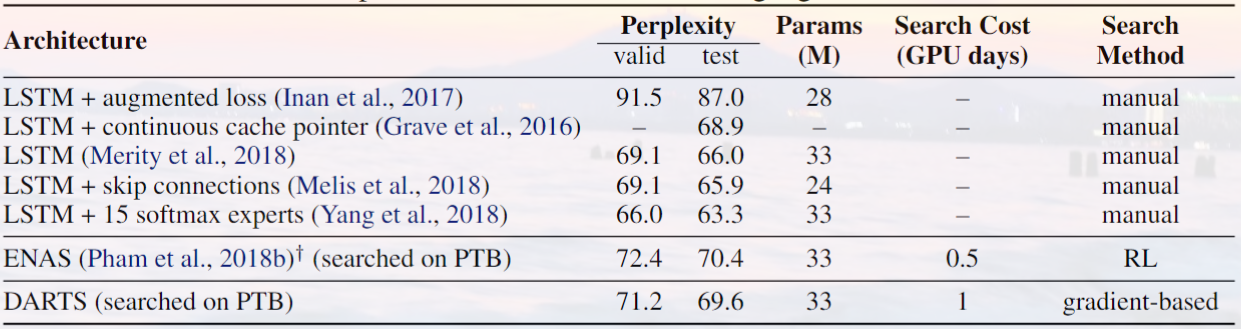 Architecture Perplexity Params Search Cost Search
valid test (M) (GPU days) Method
LSTM + augmented loss (Inan et al., 2017) 91.5 87.0 28 – manual
LSTM + continuous cache pointer (Grave et al., 2016) – 68.9 – – manual
LSTM (Merity et al., 2018) 69.1 66.0 33 – manual
LSTM + skip connections (Melis et al., 2018) 69.1 65.9 24 – manual
LSTM + 15 softmax experts (Yang et al., 2018) 66.0 63.3 33 – manual
ENAS (Pham et al., 2018b)† (searched on PTB) 72.4 70.4 33 0.5 RL
DARTS (searched on PTB) 71.2 69.6 33 1 gradient-based